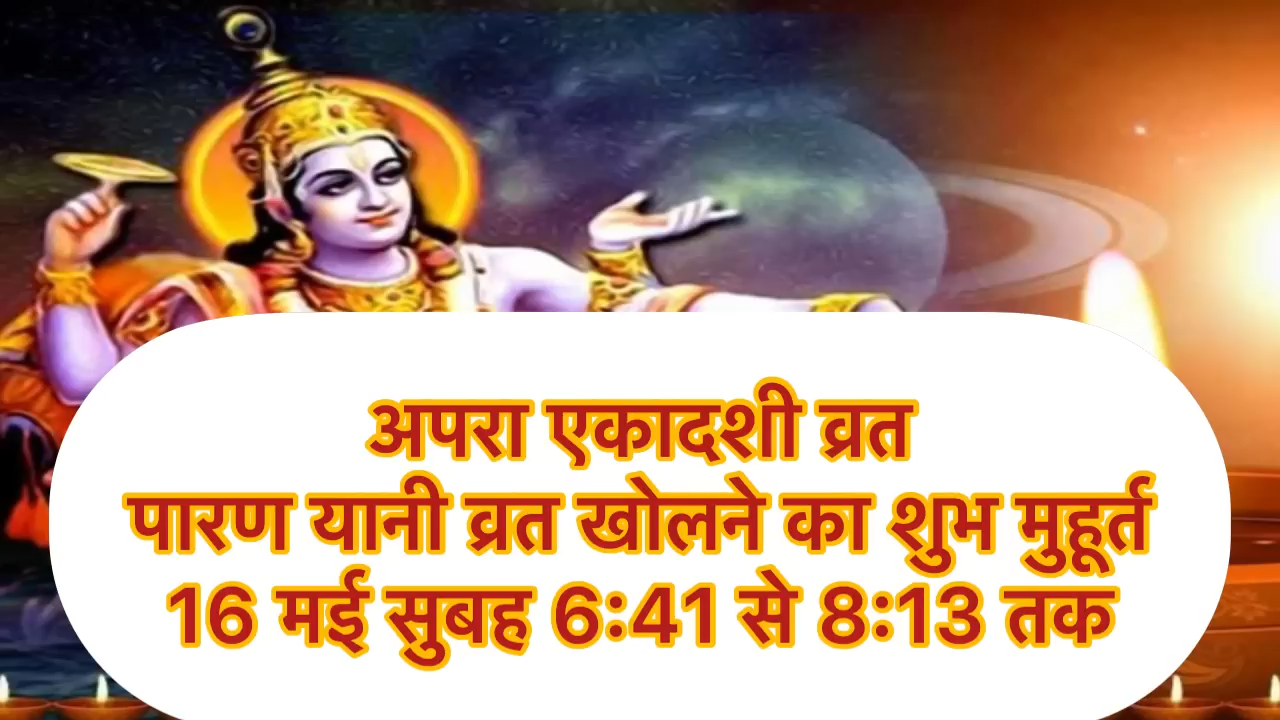 अपरा एकादशी व्रत
पारण यानी व्रत खोलने का शुभ मुहूर्त
16 मई सुबह 6:41 से 8:13 तक